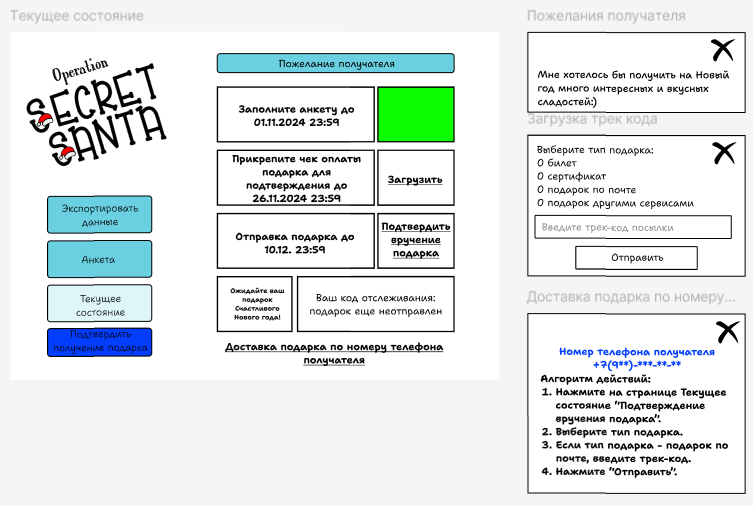 Текущее состояние
Operation
SECRET
SANTA
Экспортировать
данные
Анкета
Текущее
состояние
Подтвердить
получение подарка
Пожелание получателя
Заполните анкету до
01.11.2024 23:59
Прикрепите чек оплаты
подарка для
подтверждения до
26.11.2024 23:59
Загрузить
Отправка подарка до
10.12. 23:59
Подтвердить
вручение
подарка
Ожидайте ваш
подарок
Счастливого
Нового года!
Ваш код отслеживания:
подарок еще неотправлен
Доставка подарка по номеру телефона
получателя
Пожелания получателя
Мне хотелось бы получить на Новый
год много интересных и вкусных
сладостей:)
Загрузка трек кода
Выберите тип подарка:
O билет
O сертификат
O подарок по почте
O подарок другими сервисами
Введите трек-код посылки
Отправить
Доставка подарка по номеру...
Номер телефона получателя
+7(9**)-***-**-**
Алгоритм действий:
1. Нажмите на странице Текущее
состояние "Подтверждение
вручения подарка".
2. Выберите тип подарка.
3. Если тип подарка - подарок по
почте, введите трек-код.
4. Нажмите "Отправить".